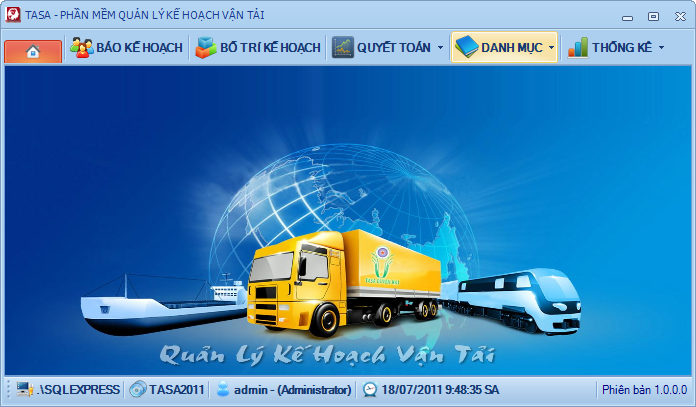 TASA - PHẦN MỀM QUẢN LÝ KẾ HOẠCH VẬN TẢI
BÁO KẾ HOẠCH BỐ TRÍ KẾ HOẠCH QUYẾT TOÁN DANH MỤC THỐNG KÊ
Quản Lý Kế Hoạch Vận Tải
.\SQLEXPRESS TASA2011 admin - (Administrator) 18/07/2011 9:48:35 SA Phiên bản 1.0.0.0